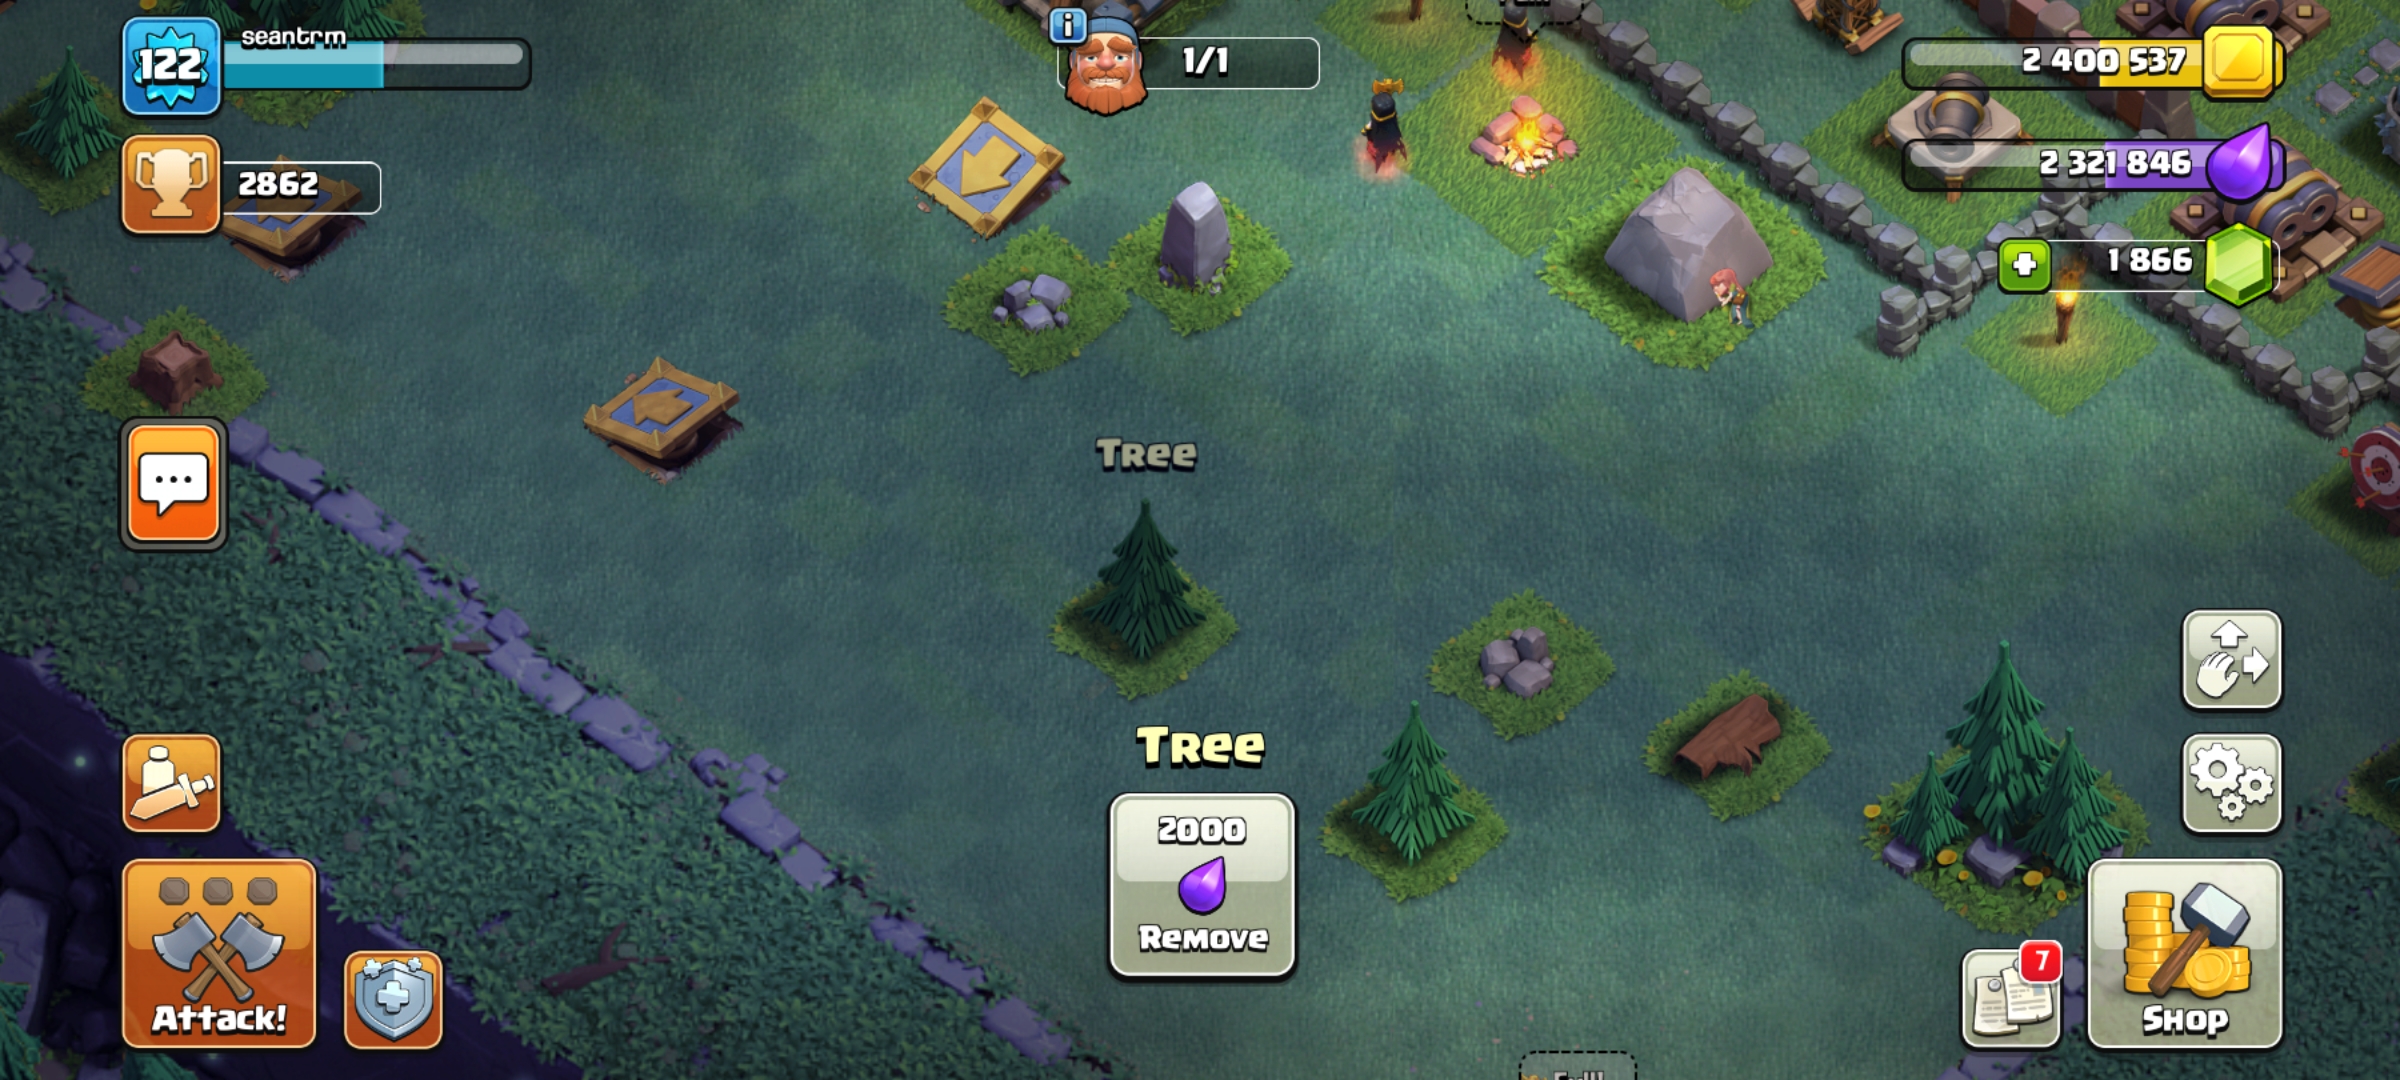 seantrm
122
1/1
2 400 537
2862
2 321 846
1 866
Tree
Tree
2000
Remove
7
Attack!
Shop